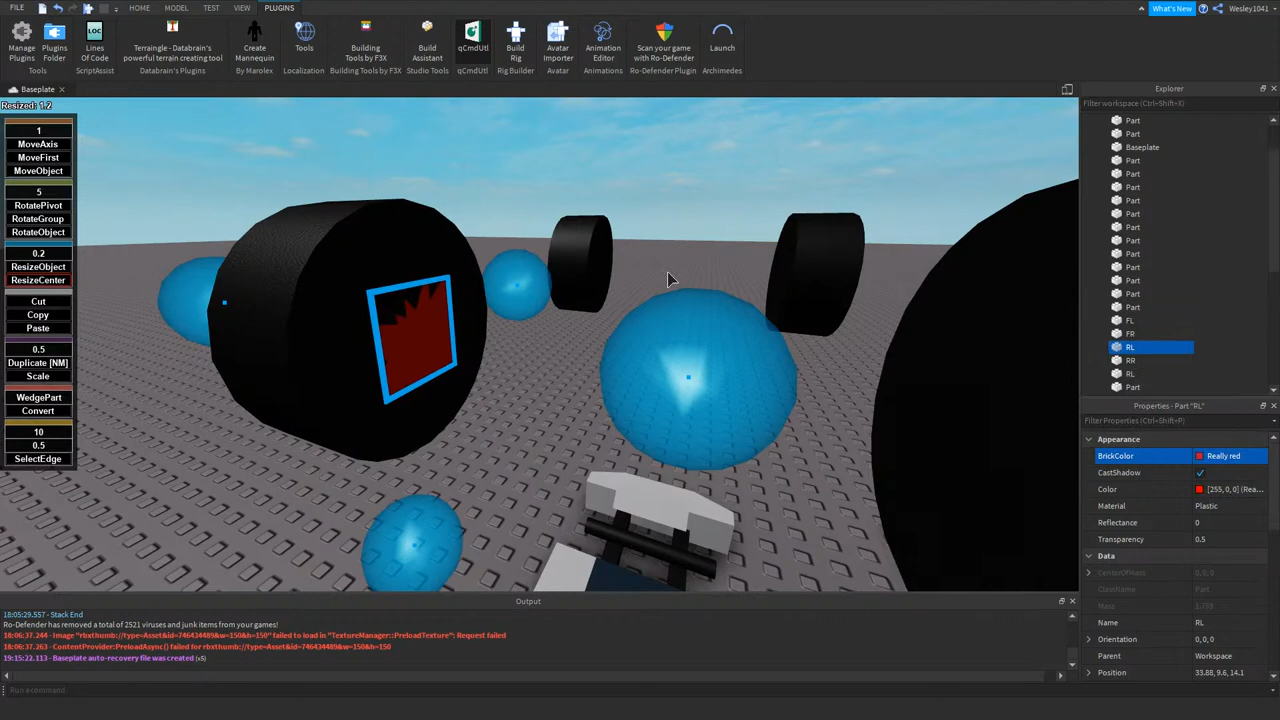 FILE HOME MODEL TEST VIEW PLUGINS What's New Wesley1041
Manage Plugins
Plugins Folder
Tools
LOC
Lines Of Code
ScriptAssist
Terraingle - Databrain's powerful terrain creating tool
Databrain's Plugins
Create Mannequin
By Marolex
Tools
Localization
Building Tools by F3X
Building Tools by F3X
Build Assistant
Studio Tools
qCmdUtl
qCmdUtl
Build Rig
Rig Builder
Avatar Importer
Avatar
Animation Editor
Animations
Scan your game with Ro-Defender
Ro-Defender Plugin
Launch
Archimedes
Baseplate
Resized: 1.2
1
MoveAxis
MoveFirst
MoveObject
5
RotatePivot
RotateGroup
RotateObject
0.2
ResizeObject
ResizeCenter
Cut
Copy
Paste
0.5
Duplicate [NM]
Scale
WedgePart
Convert
10
0.5
SelectEdge
Explorer
Filter workspace (Ctrl+Shift+X)
Part
Part
Baseplate
Part
Part
Part
Part
Part
Part
Part
Part
Part
Part
Part
Part
FL
FR
RL
RR
RL
Part
Properties - Part "RL"
Filter Properties (Ctrl+Shift+P)
Appearance
BrickColor Really red
CastShadow
Color [255, 0, 0] (Rea...
Material Plastic
Reflectance 0
Transparency 0.5
Data
CenterOfMass 0, 0, 0
ClassName Part
Mass 1.793
Name RL
Orientation 0, 0, 0
Parent Workspace
Position 33.88, 9.6, 14.1
Output
18:05:29.557 - Stack End
Ro-Defender has removed a total of 2521 viruses and junk items from your games!
18:06:37.244 - Image "rbxthumb://type=Asset&id=746434489&w=150&h=150" failed to load in "TextureManager::PreloadTexture": Request failed
18:06:37.263 - ContentProvider:PreloadAsync() failed for rbxthumb://type=Asset&id=746434489&w=150&h=150
19:15:22.113 - Baseplate auto-recovery file was created (x5)
Run a command